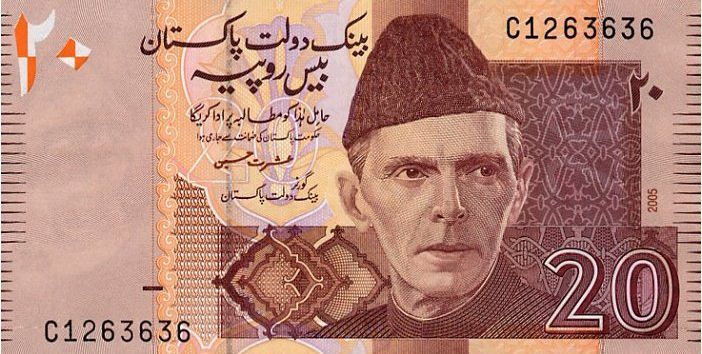 ۲۰
بینک دولت پاکستان
C1263636
بیس روپیہ
۲۰
حامل ہٰذا کو مطالبہ پر ادا کریگا
حکومت پاکستان کی ضمانت سے جاری ہوا
عشرت حسین
گورنر
بینک دولت پاکستان
2005
20
C1263636